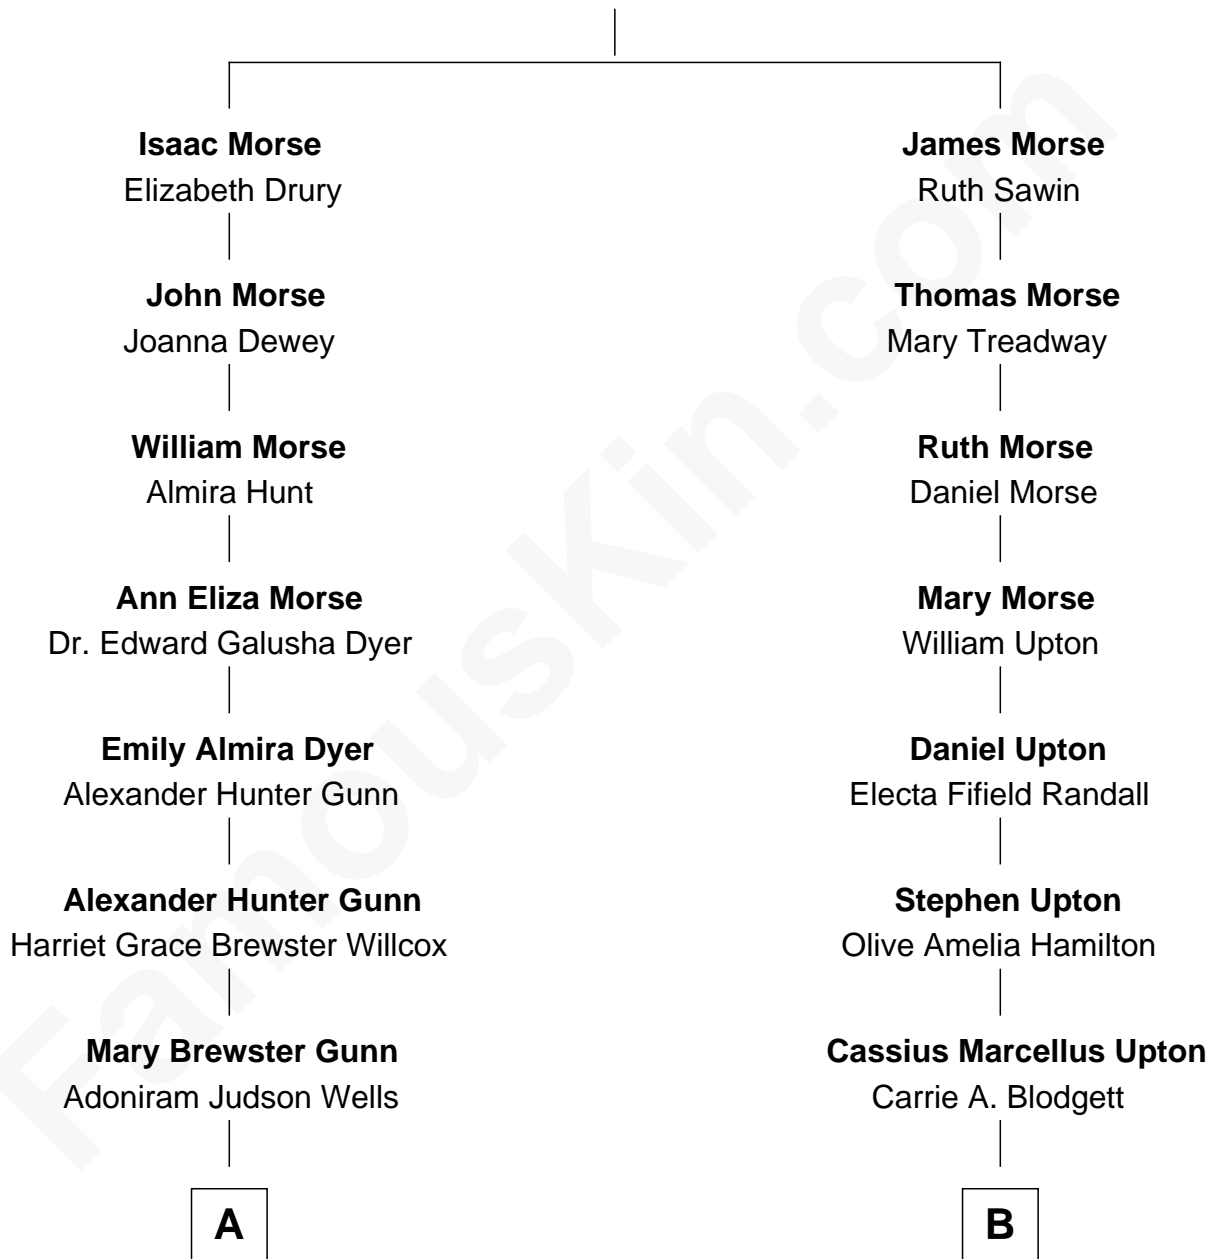 Isaac Morse
Elizabeth Drury
James Morse
Ruth Sawin
John Morse
Joanna Dewey
Thomas Morse
Mary Treadway
William Morse
Almira Hunt
Ruth Morse
Daniel Morse
Ann Eliza Morse
Dr. Edward Galusha Dyer
Mary Morse
William Upton
Emily Almira Dyer
Alexander Hunter Gunn
Daniel Upton
Electa Fifield Randall
Alexander Hunter Gunn
Harriet Grace Brewster Willcox
Stephen Upton
Olive Amelia Hamilton
Mary Brewster Gunn
Adoniram Judson Wells
Cassius Marcellus Upton
Carrie A. Blodgett
A
B
FamousKin.com